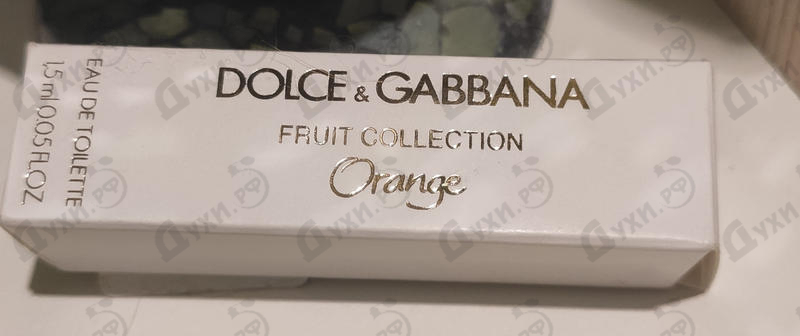 DOLCE & GABBANA
FRUIT COLLECTION
Orange
EAU DE TOILETTE
1,5 ml 0.05 FL.OZ
Духи.рф